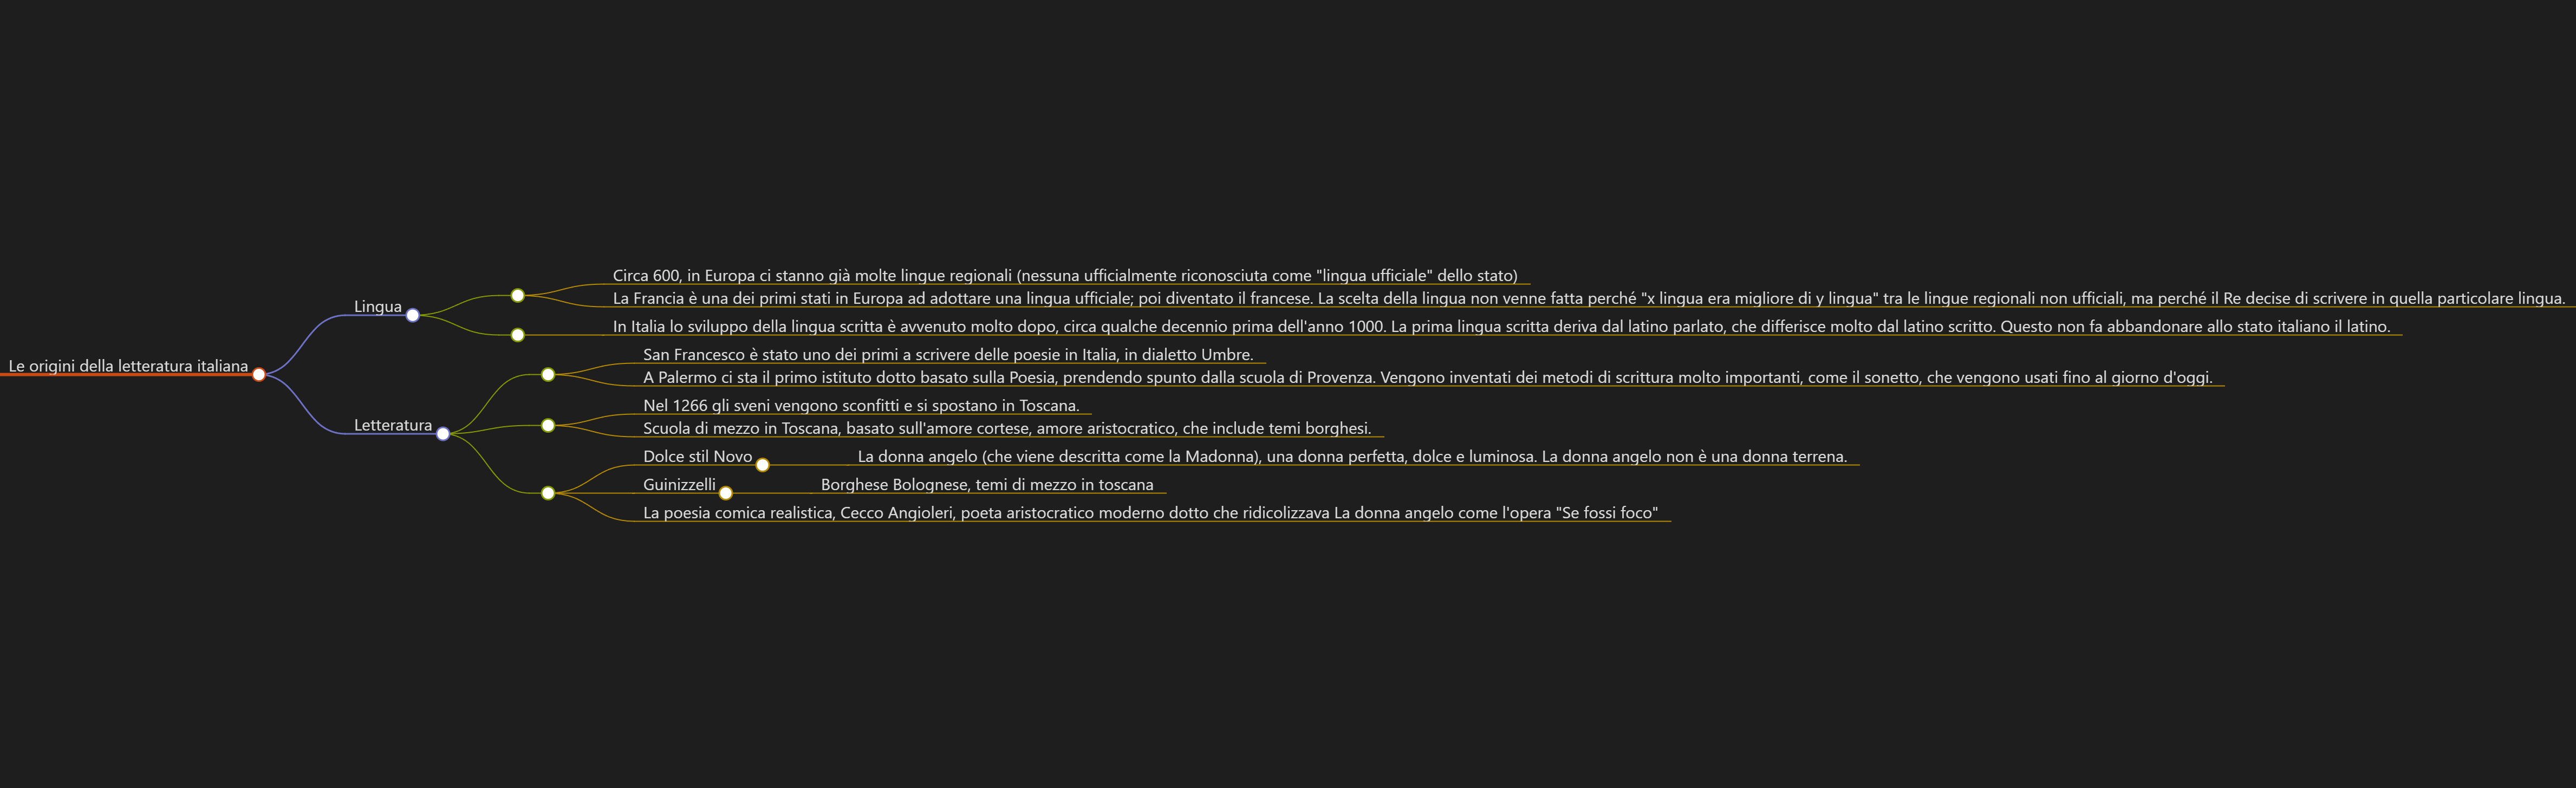 Le origini della letteratura italiana
Lingua
Circa 600, in Europa ci stanno già molte lingue regionali (nessuna ufficialmente riconosciuta come "lingua ufficiale" dello stato)
La Francia è una dei primi stati in Europa ad adottare una lingua ufficiale; poi diventato il francese. La scelta della lingua non venne fatta perché "x lingua era migliore di y lingua" tra le lingue regionali non ufficiali, ma perché il Re decise di scrivere in quella particolare lingua.
In Italia lo sviluppo della lingua scritta è avvenuto molto dopo, circa qualche decennio prima dell'anno 1000. La prima lingua scritta deriva dal latino parlato, che differisce molto dal latino scritto. Questo non fa abbandonare allo stato italiano il latino.
Letteratura
San Francesco è stato uno dei primi a scrivere delle poesie in Italia, in dialetto Umbre.
A Palermo ci sta il primo istituto dotto basato sulla Poesia, prendendo spunto dalla scuola di Provenza. Vengono inventati dei metodi di scrittura molto importanti, come il sonetto, che vengono usati fino al giorno d'oggi.
Nel 1266 gli sveni vengono sconfitti e si spostano in Toscana.
Scuola di mezzo in Toscana, basato sull'amore cortese, amore aristocratico, che include temi borghesi.
Dolce stil Novo
La donna angelo (che viene descritta come la Madonna), una donna perfetta, dolce e luminosa. La donna angelo non è una donna terrena.
Guinizzelli
Borghese Bolognese, temi di mezzo in toscana
La poesia comica realistica, Cecco Angioleri, poeta aristocratico moderno dotto che ridicolizzava La donna angelo come l'opera "Se fossi foco"